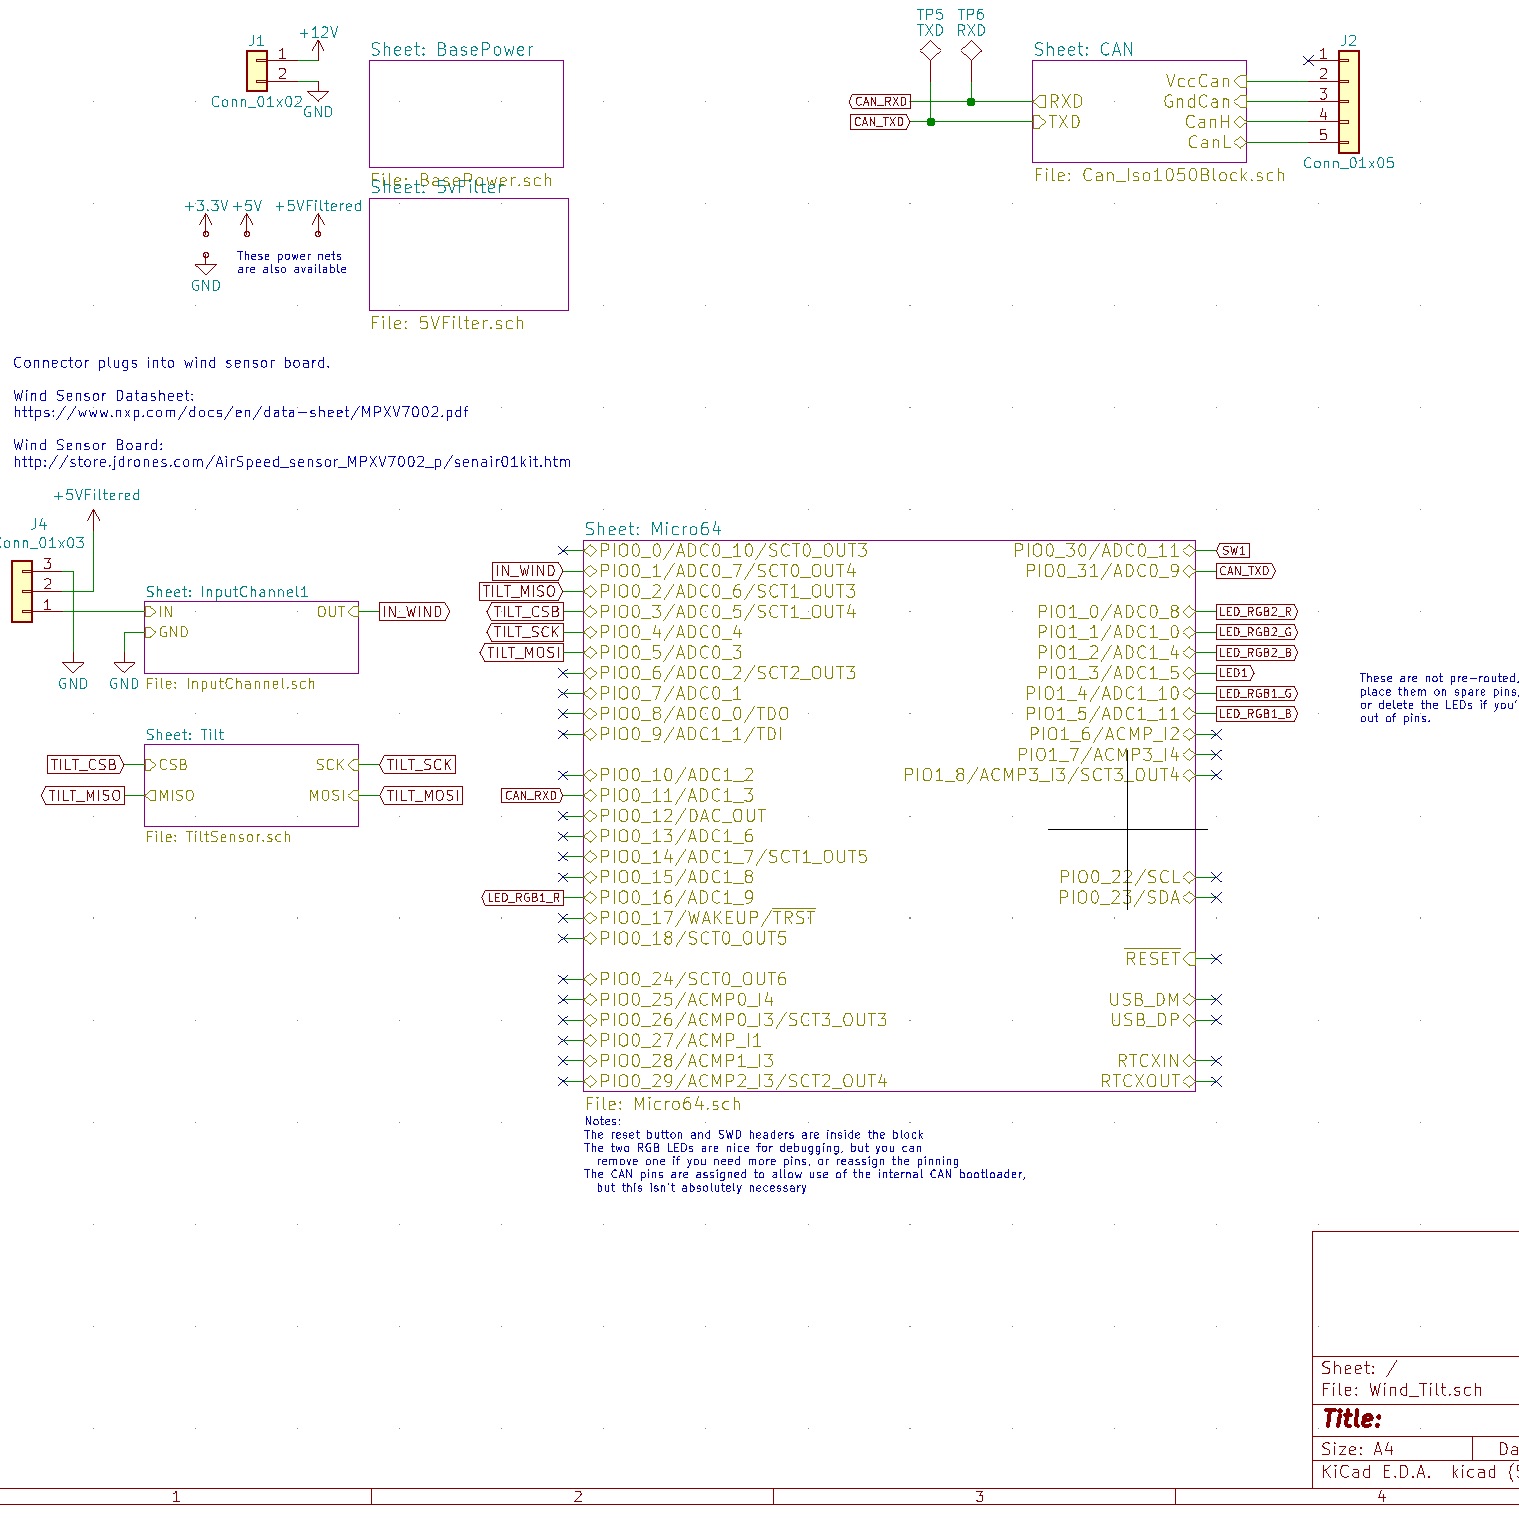 TP5
TXD
TP6
RXD
J1
+12V
1
2
Conn_01x02
GND
Sheet: BasePower
File: BasePower.sch
Sheet: CAN
CAN_RXD
CAN_TXD
RXD
TXD
VccCan
GndCan
CanH
CanL
File: Can_Iso1050Block.sch
J2
1
2
3
4
5
Conn_01x05
Sheet: 5VFilter
+3.3V
+5V
+5VFiltered
These power nets
are also available
GND
File: 5VFilter.sch
Connector plugs into wind sensor board.
Wind Sensor Datasheet:
https://www.nxp.com/docs/en/data-sheet/MPXV7002.pdf
Wind Sensor Board:
http://store.jdrones.com/AirSpeed_sensor_MPXV7002_p/senair01kit.htm
+5VFiltered
J4
onn_01x03
3
2
1
GND
GND
Sheet: InputChannel1
IN
GND
OUT
IN_WIND
File: InputChannel.sch
Sheet: Tilt
TILT_CSB
CSB
SCK
TILT_SCK
TILT_MISO
MISO
MOSI
TILT_MOSI
File: TiltSensor.sch
Sheet: Micro64
PIO0_0/ADC0_10/SCT0_OUT3
IN_WIND
PIO0_1/ADC0_7/SCT0_OUT4
TILT_MISO
PIO0_2/ADC0_6/SCT1_OUT3
TILT_CSB
PIO0_3/ADC0_5/SCT1_OUT4
TILT_SCK
PIO0_4/ADC0_4
TILT_MOSI
PIO0_5/ADC0_3
PIO0_6/ADC0_2/SCT2_OUT3
PIO0_7/ADC0_1
PIO0_8/ADC0_0/TDO
PIO0_9/ADC1_1/TDI
PIO0_10/ADC1_2
CAN_RXD
PIO0_11/ADC1_3
PIO0_12/DAC_OUT
PIO0_13/ADC1_6
PIO0_14/ADC1_7/SCT1_OUT5
PIO0_15/ADC1_8
LED_RGB1_R
PIO0_16/ADC1_9
PIO0_17/WAKEUP/TRST
PIO0_18/SCT0_OUT5
PIO0_24/SCT0_OUT6
PIO0_25/ACMP0_I4
PIO0_26/ACMP0_I3/SCT3_OUT3
PIO0_27/ACMP_I1
PIO0_28/ACMP1_I3
PIO0_29/ACMP2_I3/SCT2_OUT4
PIO0_30/ADC0_11
SW1
PIO0_31/ADC0_9
CAN_TXD
PIO1_0/ADC0_8
LED_RGB2_R
PIO1_1/ADC1_0
LED_RGB2_G
PIO1_2/ADC1_4
LED_RGB2_B
PIO1_3/ADC1_5
LED1
PIO1_4/ADC1_10
LED_RGB1_G
PIO1_5/ADC1_11
LED_RGB1_B
PIO1_6/ACMP_I2
PIO1_7/ACMP3_I4
PIO1_8/ACMP3_I3/SCT3_OUT4
PIO0_22/SCL
PIO0_23/SDA
RESET
USB_DM
USB_DP
RTCXIN
RTCXOUT
These are not pre-routed,
place them on spare pins,
or delete the LEDs if you'
out of pins.
File: Micro64.sch
Notes:
The reset button and SWD headers are inside the block
The two RGB LEDs are nice for debugging, but you can
remove one if you need more pins, or reassign the pinning
The CAN pins are assigned to allow use of the internal CAN bootloader,
but this isn't absolutely necessary
Sheet: /
File: Wind_Tilt.sch
Title:
Size: A4
Da
KiCad E.D.A. kicad (5
1
2
3
4